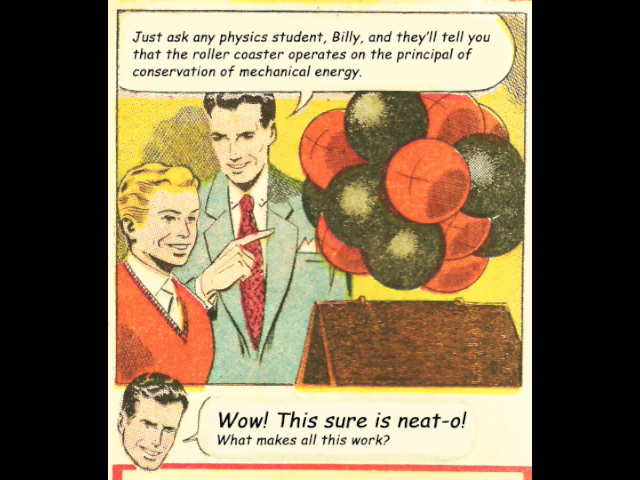 Just ask any physics student, Billy, and they'll tell you
that the roller coaster operates on the principal of
conservation of mechanical energy.
Wow! This sure is neat-o!
What makes all this work?